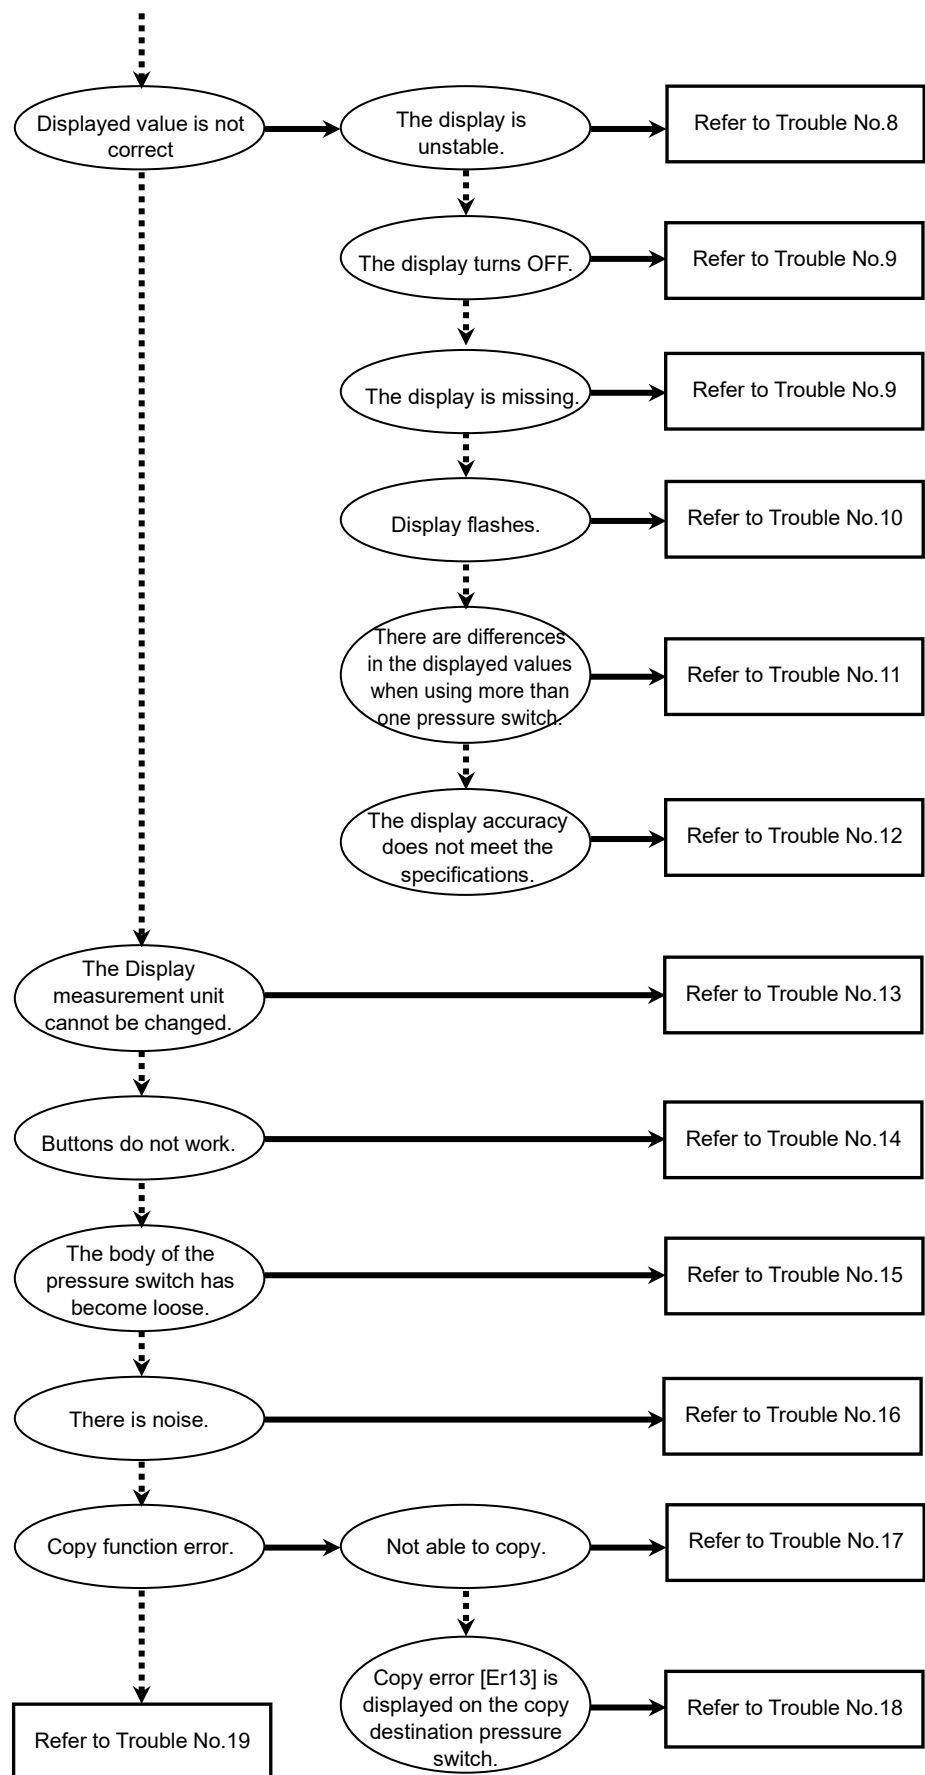 Displayed value is not
correct
The display is
unstable.
Refer to Trouble No.8
The display turns OFF.
Refer to Trouble No.9
The display is missing.
Refer to Trouble No.9
Display flashes.
Refer to Trouble No.10
There are differences
in the displayed values
when using more than
one pressure switch.
Refer to Trouble No.11
The display accuracy
does not meet the
specifications.
Refer to Trouble No.12
The Display
measurement unit
cannot be changed.
Refer to Trouble No.13
Buttons do not work.
Refer to Trouble No.14
The body of the
pressure switch has
become loose.
Refer to Trouble No.15
There is noise.
Refer to Trouble No.16
Copy function error.
Not able to copy.
Refer to Trouble No.17
Copy error [Er13] is
displayed on the copy
destination pressure
switch.
Refer to Trouble No.18
Refer to Trouble No.19